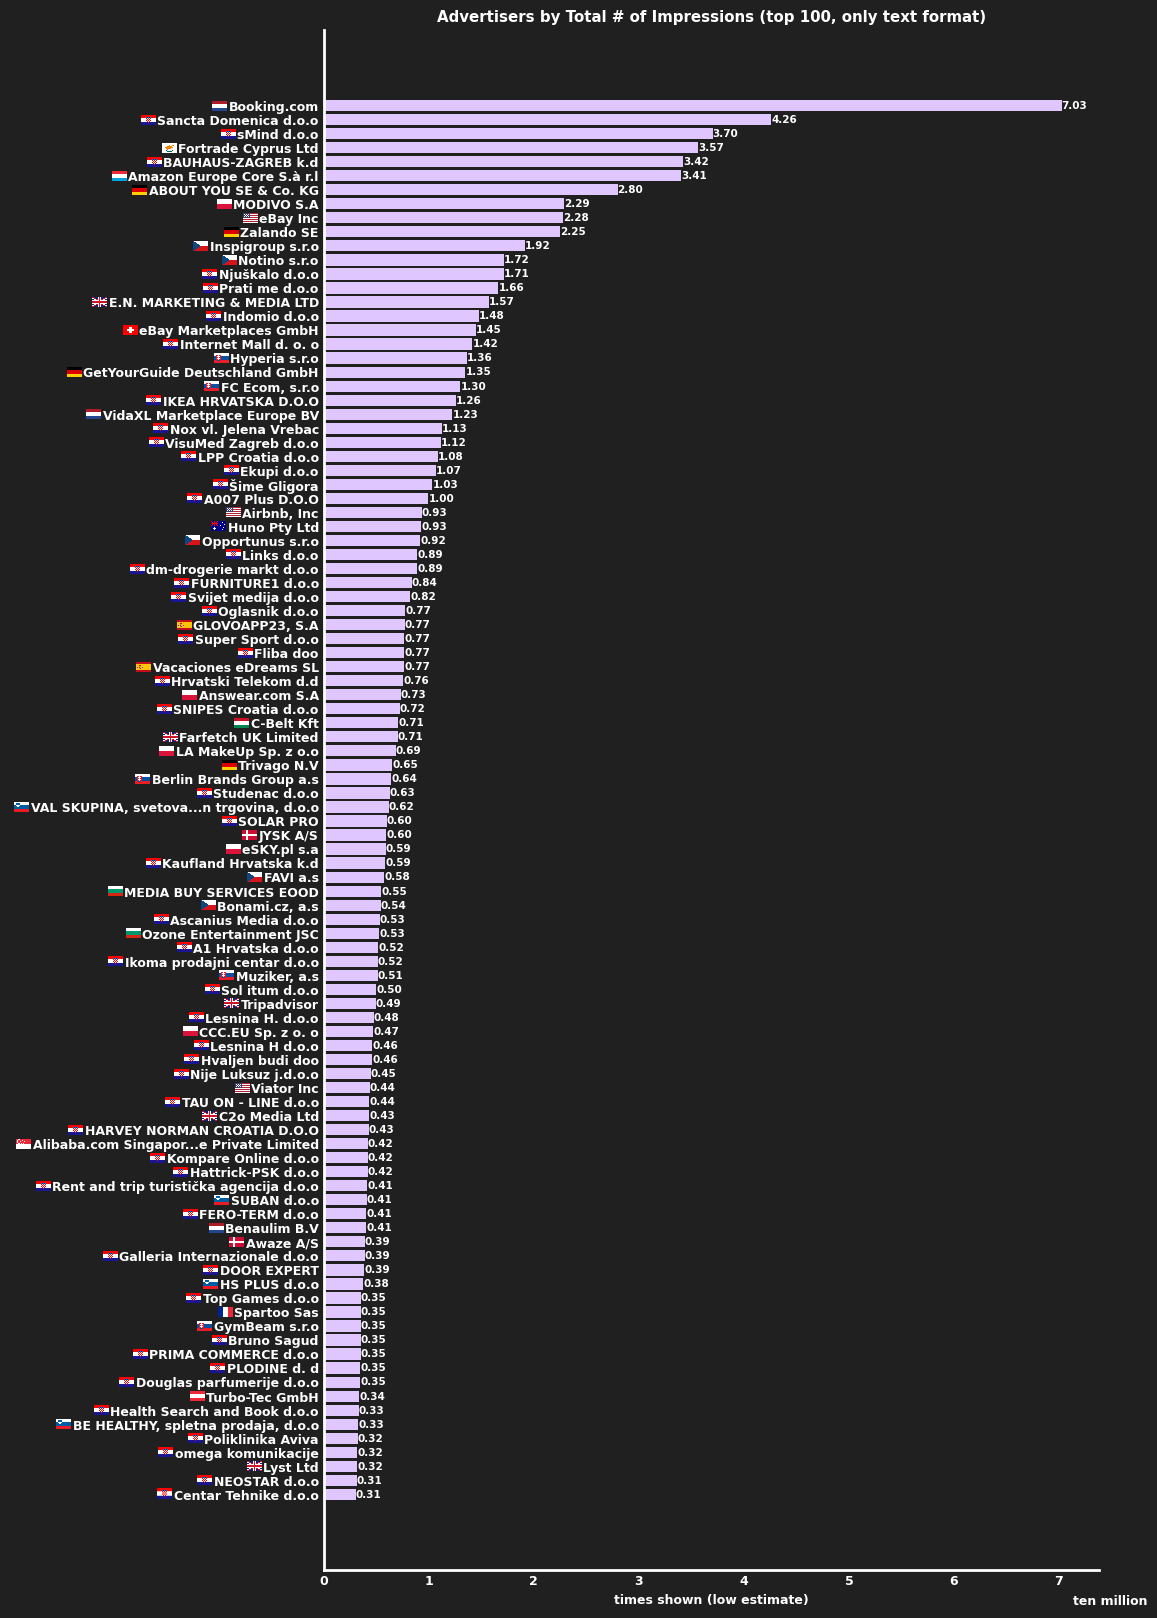 Advertisers by Total # of Impressions (top 100, only text format)
Booking.com 7.03
Sancta Domenica d.o.o 4.26
sMind d.o.o 3.70
Fortrade Cyprus Ltd 3.57
BAUHAUS-ZAGREB k.d 3.42
Amazon Europe Core S.à r.l 3.41
ABOUT YOU SE & Co. KG 2.80
MODIVO S.A 2.29
eBay Inc 2.28
Zalando SE 2.25
Inspigroup s.r.o 1.92
Notino s.r.o 1.72
Njuškalo d.o.o 1.71
Prati me d.o.o 1.66
E.N. MARKETING & MEDIA LTD 1.57
Indomio d.o.o 1.48
eBay Marketplaces GmbH 1.45
Internet Mall d. o. o 1.42
Hyperia s.r.o 1.36
GetYourGuide Deutschland GmbH 1.35
FC Ecom, s.r.o 1.30
IKEA HRVATSKA D.O.O 1.26
VidaXL Marketplace Europe BV 1.23
Nox vl. Jelena Vrebac 1.13
VisuMed Zagreb d.o.o 1.12
LPP Croatia d.o.o 1.08
Ekupi d.o.o 1.07
Šime Gligora 1.03
A007 Plus D.O.O 1.00
Airbnb, Inc 0.93
Huno Pty Ltd 0.93
Opportunus s.r.o 0.92
Links d.o.o 0.89
dm-drogerie markt d.o.o 0.89
FURNITURE1 d.o.o 0.84
Svijet medija d.o.o 0.82
Oglasnik d.o.o 0.77
GLOVOAPP23, S.A 0.77
Super Sport d.o.o 0.77
Fliba doo 0.77
Vacaciones eDreams SL 0.77
Hrvatski Telekom d.d 0.76
Answear.com S.A 0.73
SNIPES Croatia d.o.o 0.72
C-Belt Kft 0.71
Farfetch UK Limited 0.71
LA MakeUp Sp. z o.o 0.69
Trivago N.V 0.65
Berlin Brands Group a.s 0.64
Studenac d.o.o 0.63
VAL SKUPINA, svetova...n trgovina, d.o.o 0.62
SOLAR PRO 0.60
JYSK A/S 0.60
eSKY.pl s.a 0.59
Kaufland Hrvatska k.d 0.59
FAVI a.s 0.58
MEDIA BUY SERVICES EOOD 0.55
Bonami.cz, a.s 0.54
Ascanius Media d.o.o 0.53
Ozone Entertainment JSC 0.53
A1 Hrvatska d.o.o 0.52
Ikoma prodajni centar d.o.o 0.52
Muziker, a.s 0.51
Sol itum d.o.o 0.50
Tripadvisor 0.49
Lesnina H. d.o.o 0.48
CCC.EU Sp. z o. o 0.47
Lesnina H d.o.o 0.46
Hvaljen budi doo 0.46
Nije Luksuz j.d.o.o 0.45
Viator Inc 0.44
TAU ON - LINE d.o.o 0.44
C2o Media Ltd 0.43
HARVEY NORMAN CROATIA D.O.O 0.43
Alibaba.com Singapor...e Private Limited 0.42
Kompare Online d.o.o 0.42
Hattrick-PSK d.o.o 0.42
Rent and trip turistička agencija d.o.o 0.41
SUBAN d.o.o 0.41
FERO-TERM d.o.o 0.41
Benaulim B.V 0.41
Awaze A/S 0.39
Galleria Internazionale d.o.o 0.39
DOOR EXPERT 0.39
HS PLUS d.o.o 0.38
Top Games d.o.o 0.35
Spartoo Sas 0.35
GymBeam s.r.o 0.35
Bruno Sagud 0.35
PRIMA COMMERCE d.o.o 0.35
PLODINE d. d 0.35
Douglas parfumerije d.o.o 0.35
Turbo-Tec GmbH 0.34
Health Search and Book d.o.o 0.33
BE HEALTHY, spletna prodaja, d.o.o 0.33
Poliklinika Aviva 0.32
omega komunikacije 0.32
Lyst Ltd 0.32
NEOSTAR d.o.o 0.31
Centar Tehnike d.o.o 0.31
0 1 2 3 4 5 6 7
times shown (low estimate)
ten million